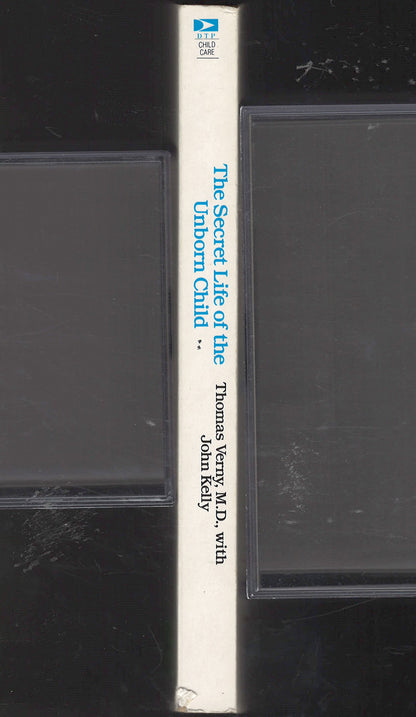 DTP
CHILD
CARE
The Secret Life of the
Unborn Child
Thomas Verny, M.D., with
John Kelly